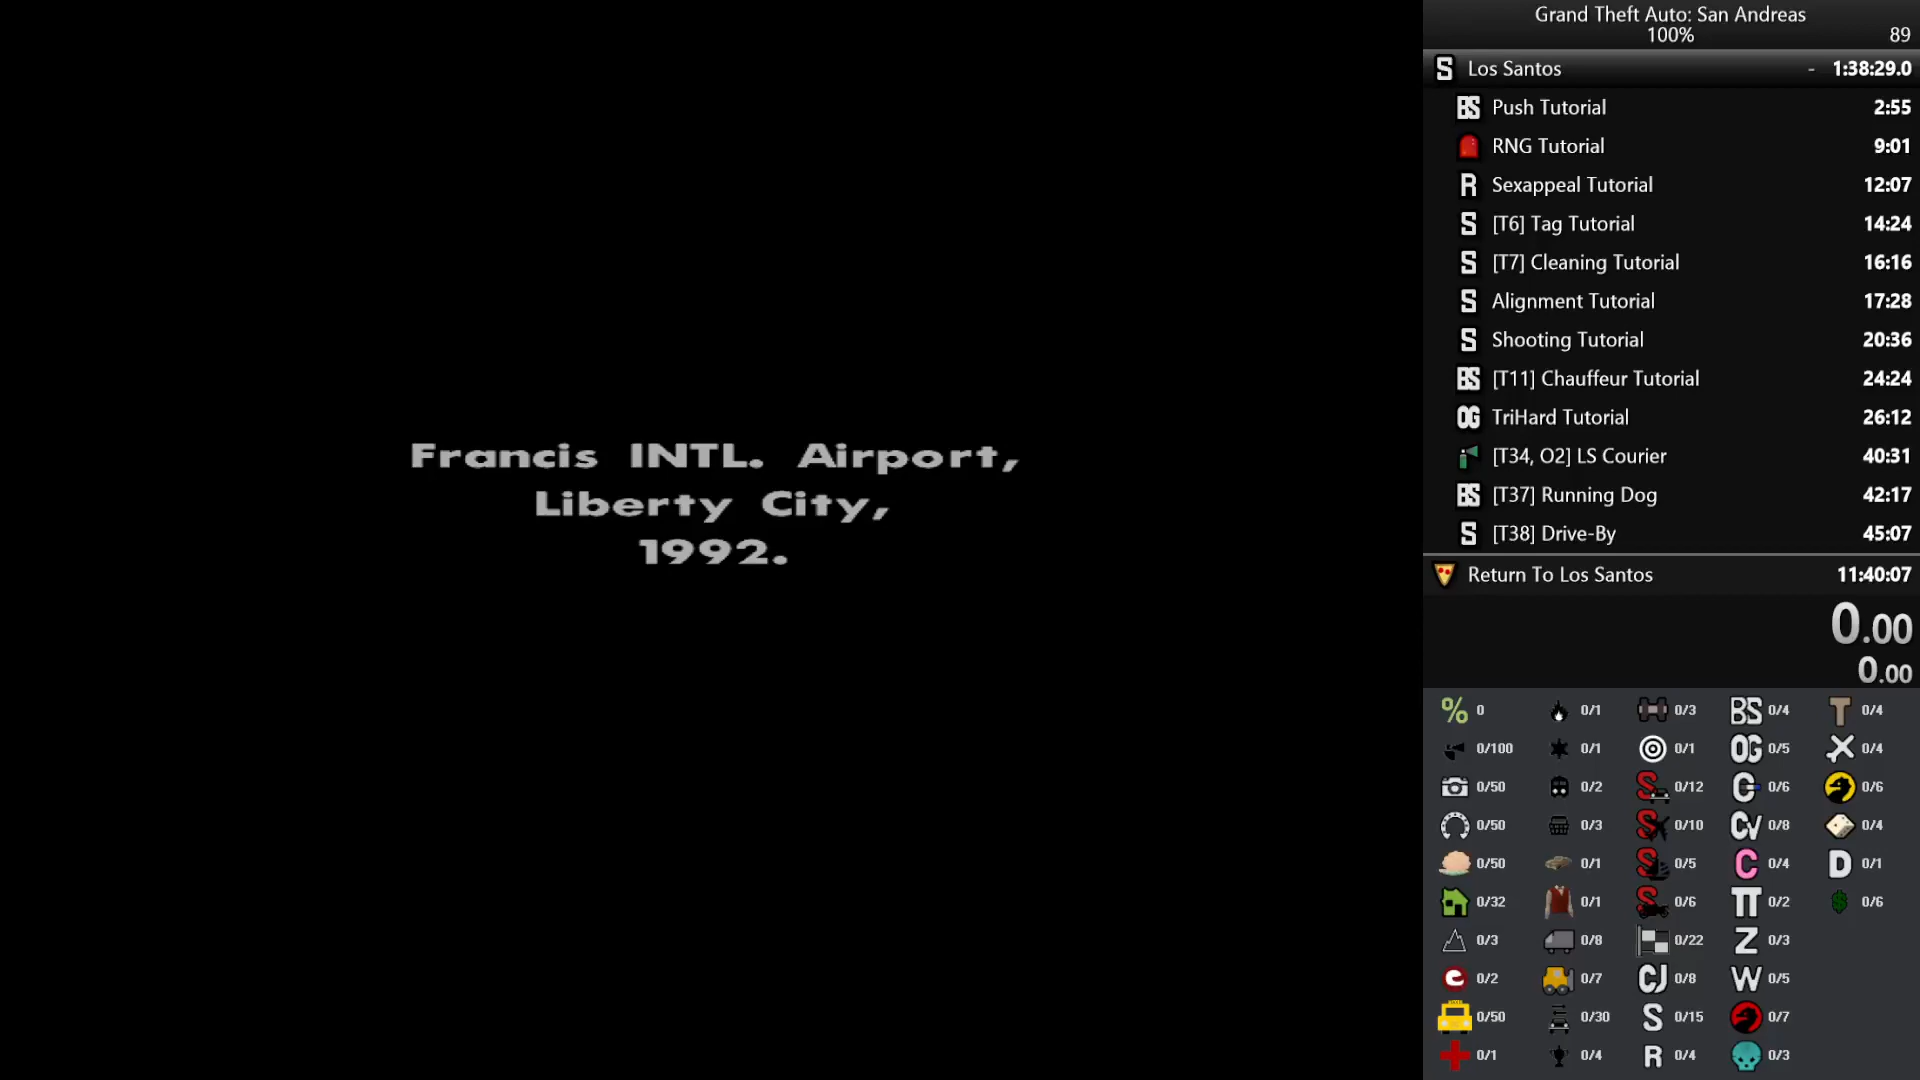 Francis INTL. Airport,
Liberty City,
1992.
Grand Theft Auto: San Andreas
100% 89
S Los Santos - 1:38:29.0
BS Push Tutorial 2:55
RNG Tutorial 9:01
R Sexappeal Tutorial 12:07
S [T6] Tag Tutorial 14:24
S [T7] Cleaning Tutorial 16:16
S Alignment Tutorial 17:28
S Shooting Tutorial 20:36
BS [T11] Chauffeur Tutorial 24:24
OG TriHard Tutorial 26:12
[T34, O2] LS Courier 40:31
BS [T37] Running Dog 42:17
S [T38] Drive-By 45:07
Return To Los Santos 11:40:07
0.00
0.00
% 0 0/1 0/3 BS 0/4 T 0/4
0/100 0/1 0/1 OG 0/5 0/4
0/50 0/2 S 0/12 C 0/6 0/6
0/50 0/3 S 0/10 CV 0/8 0/4
0/50 0/1 S 0/5 C 0/4 D 0/1
0/32 0/1 S 0/6 TT 0/2 $ 0/6
0/3 0/8 0/22 Z 0/3
e 0/2 0/7 CJ 0/8 W 0/5
0/50 0/30 S 0/15 0/7
0/1 0/4 R 0/4 0/3